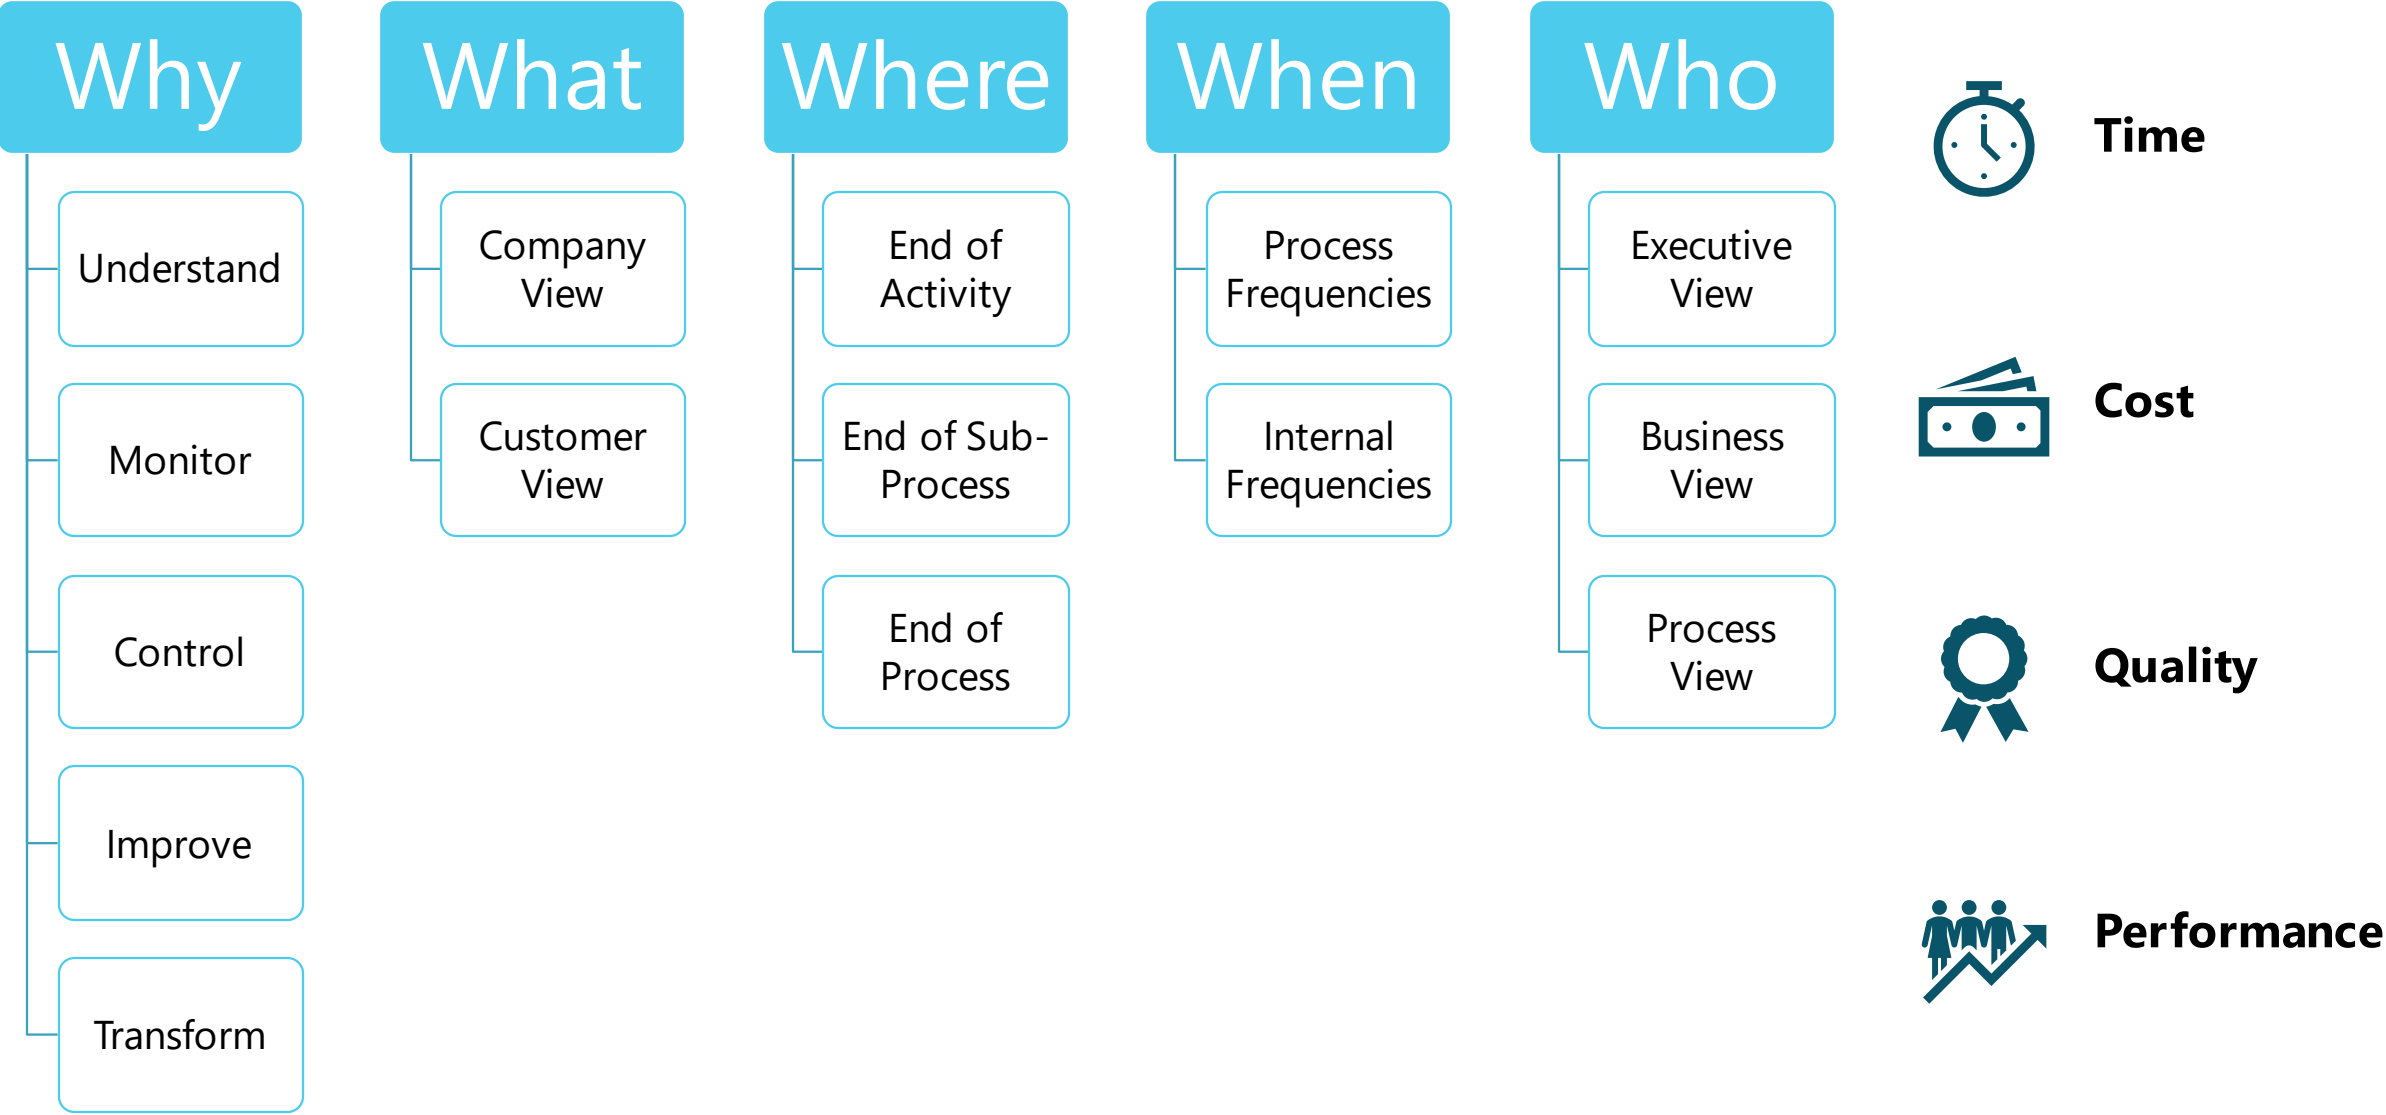 Why
Understand
Monitor
Control
Improve
Transform
What
Company
View
Customer
View
Where
End of
Activity
End of Sub-
Process
End of
Process
When
Process
Frequencies
Internal
Frequencies
Who
Executive
View
Business
View
Process
View
Time
Cost
Quality
Performance